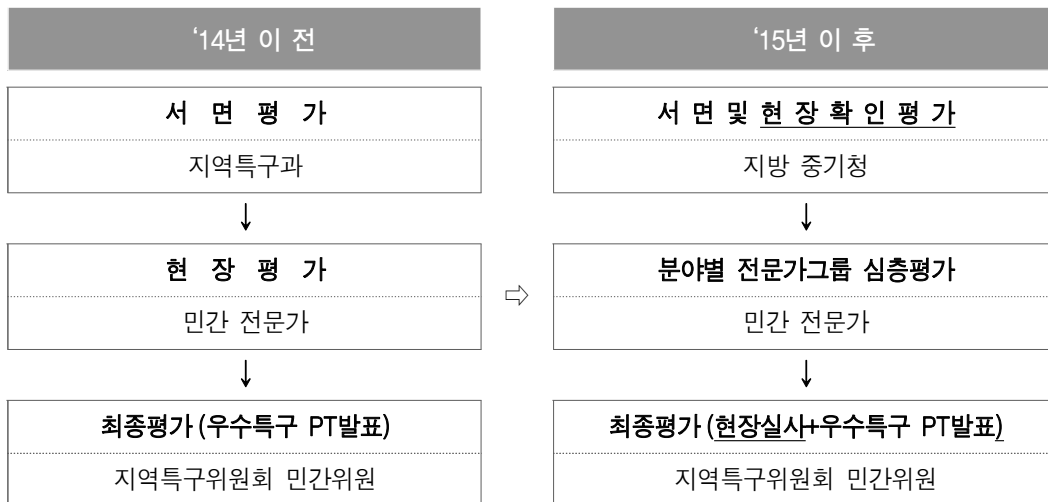 ‘14년 이 전
서 면 평 가
지역특구과
↓
현 장 평 가
민간 전문가
↓
최종평가(우수특구 PT발표)
지역특구위원회 민간위원
⇨
‘15년 이 후
서 면 및 현 장 확 인 평 가
지방 중기청
↓
분야별 전문가그룹 심층평가
민간 전문가
↓
최종평가(현장실사+우수특구 PT발표)
지역특구위원회 민간위원